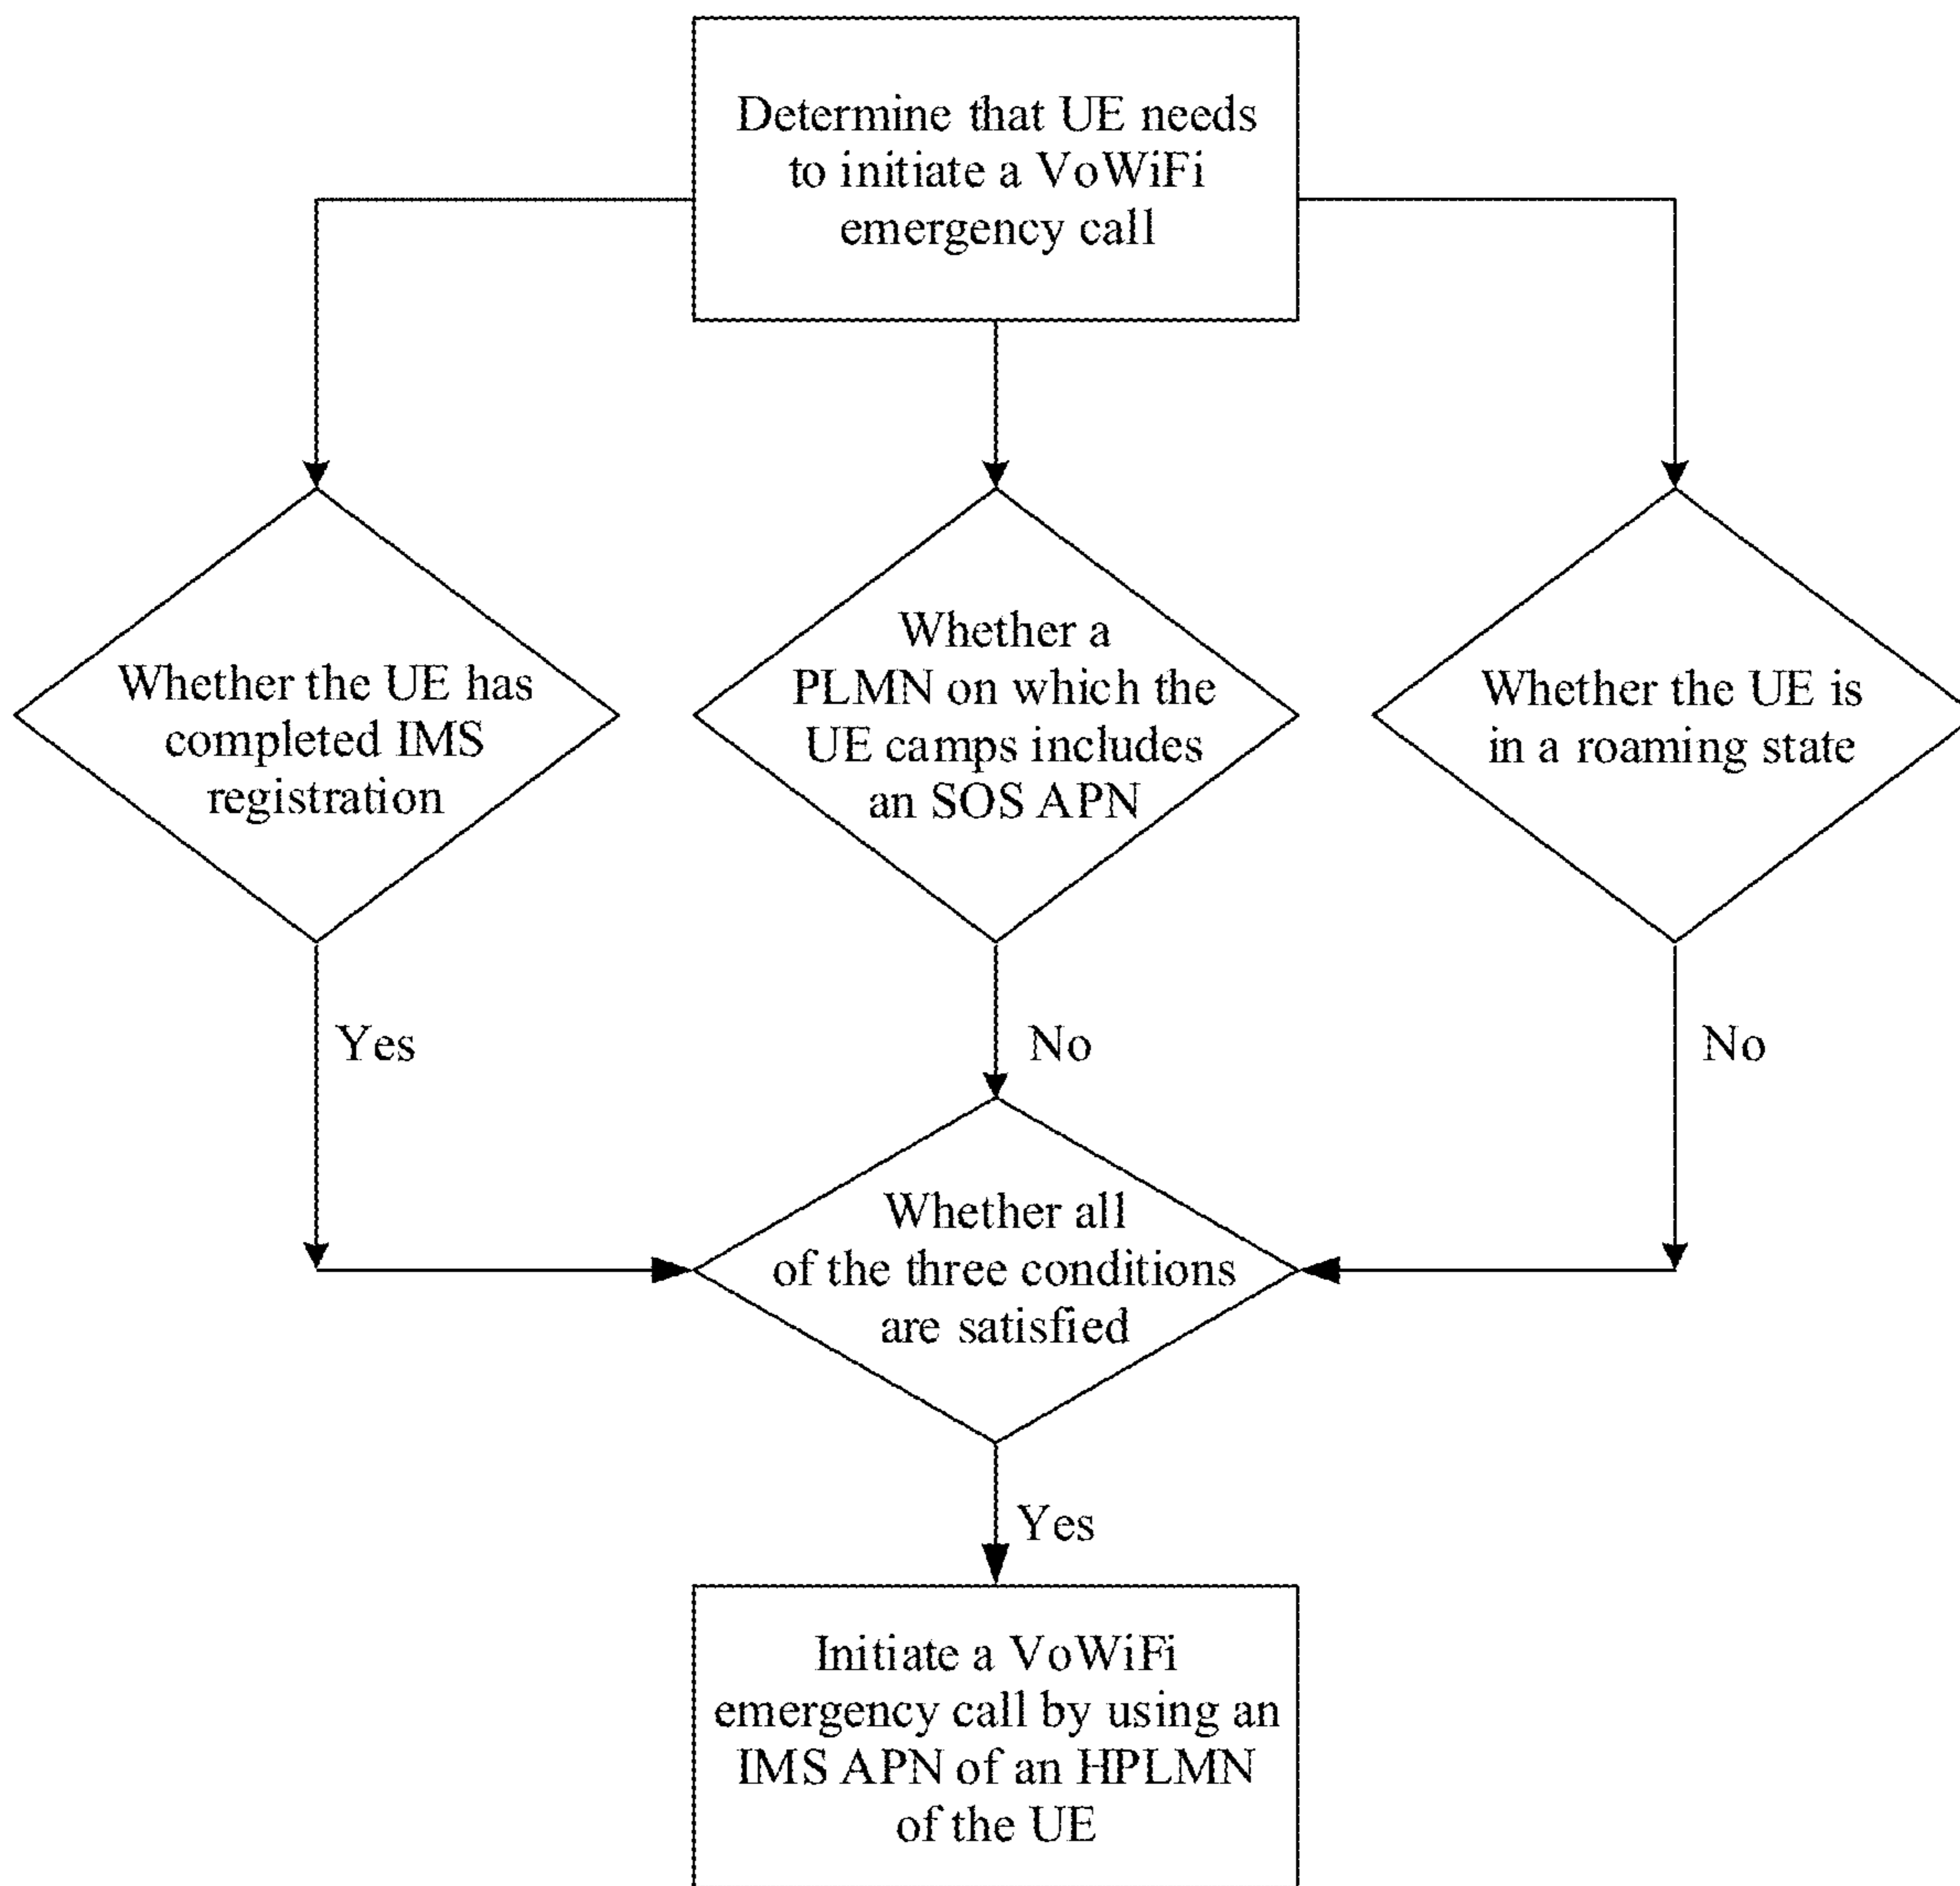 Determine that UE needs
to initiate a VoWiFi
emergency call
Whether the UE has
completed IMS
registration
Whether a
PLMN on which the
UE camps includes
an SOS APN
Whether the UE is
in a roaming state
Yes
No
No
Whether all
of the three conditions
are satisfied
Yes
Initiate a VoWiFi
emergency call by using an
IMS APN of an HPLMN
of the UE